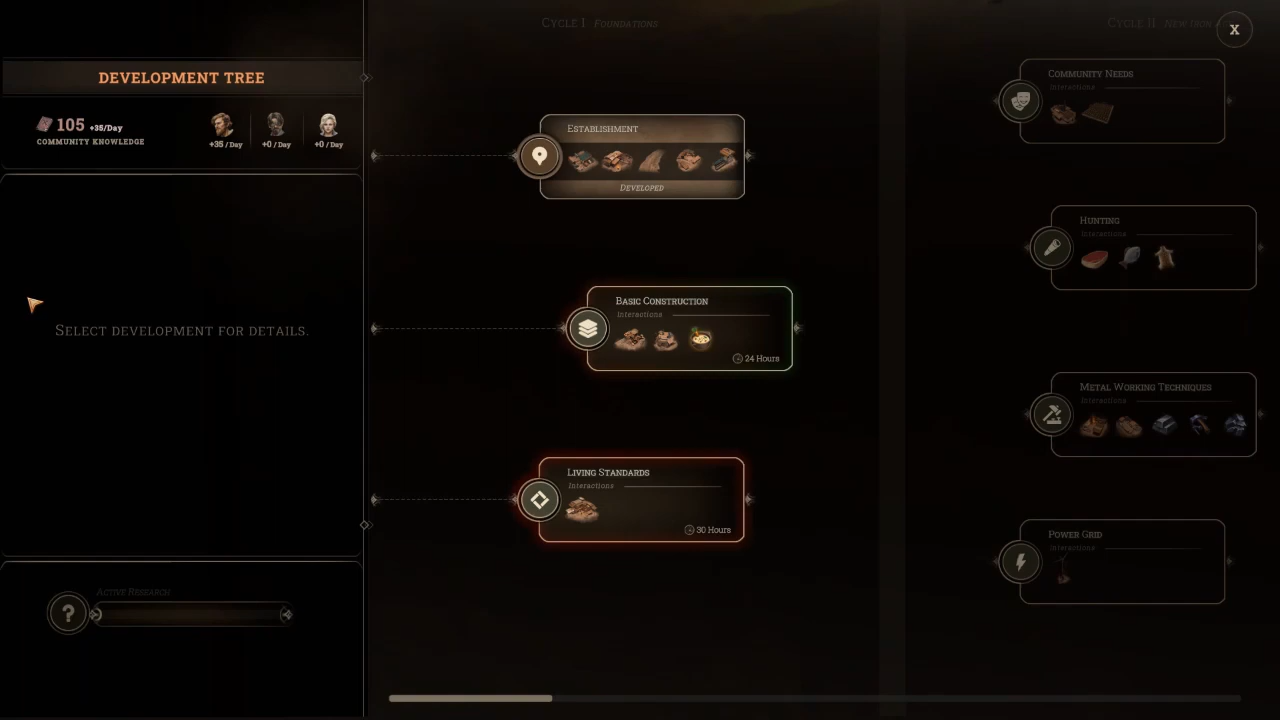 CYCLE I FOUNDATIONS
CYCLE II NEW IRON
X
DEVELOPMENT TREE
105 +35/Day
COMMUNITY KNOWLEDGE
+35 /Day
+0 /Day
+0 /Day
SELECT DEVELOPMENT FOR DETAILS.
ACTIVE RESEARCH
?
ESTABLISHMENT
DEVELOPED
BASIC CONSTRUCTION
Interactions
24 Hours
LIVING STANDARDS
Interactions
30 Hours
COMMUNITY NEEDS
Interactions
HUNTING
Interactions
METAL WORKING TECHNIQUES
Interactions
POWER GRID
Interactions